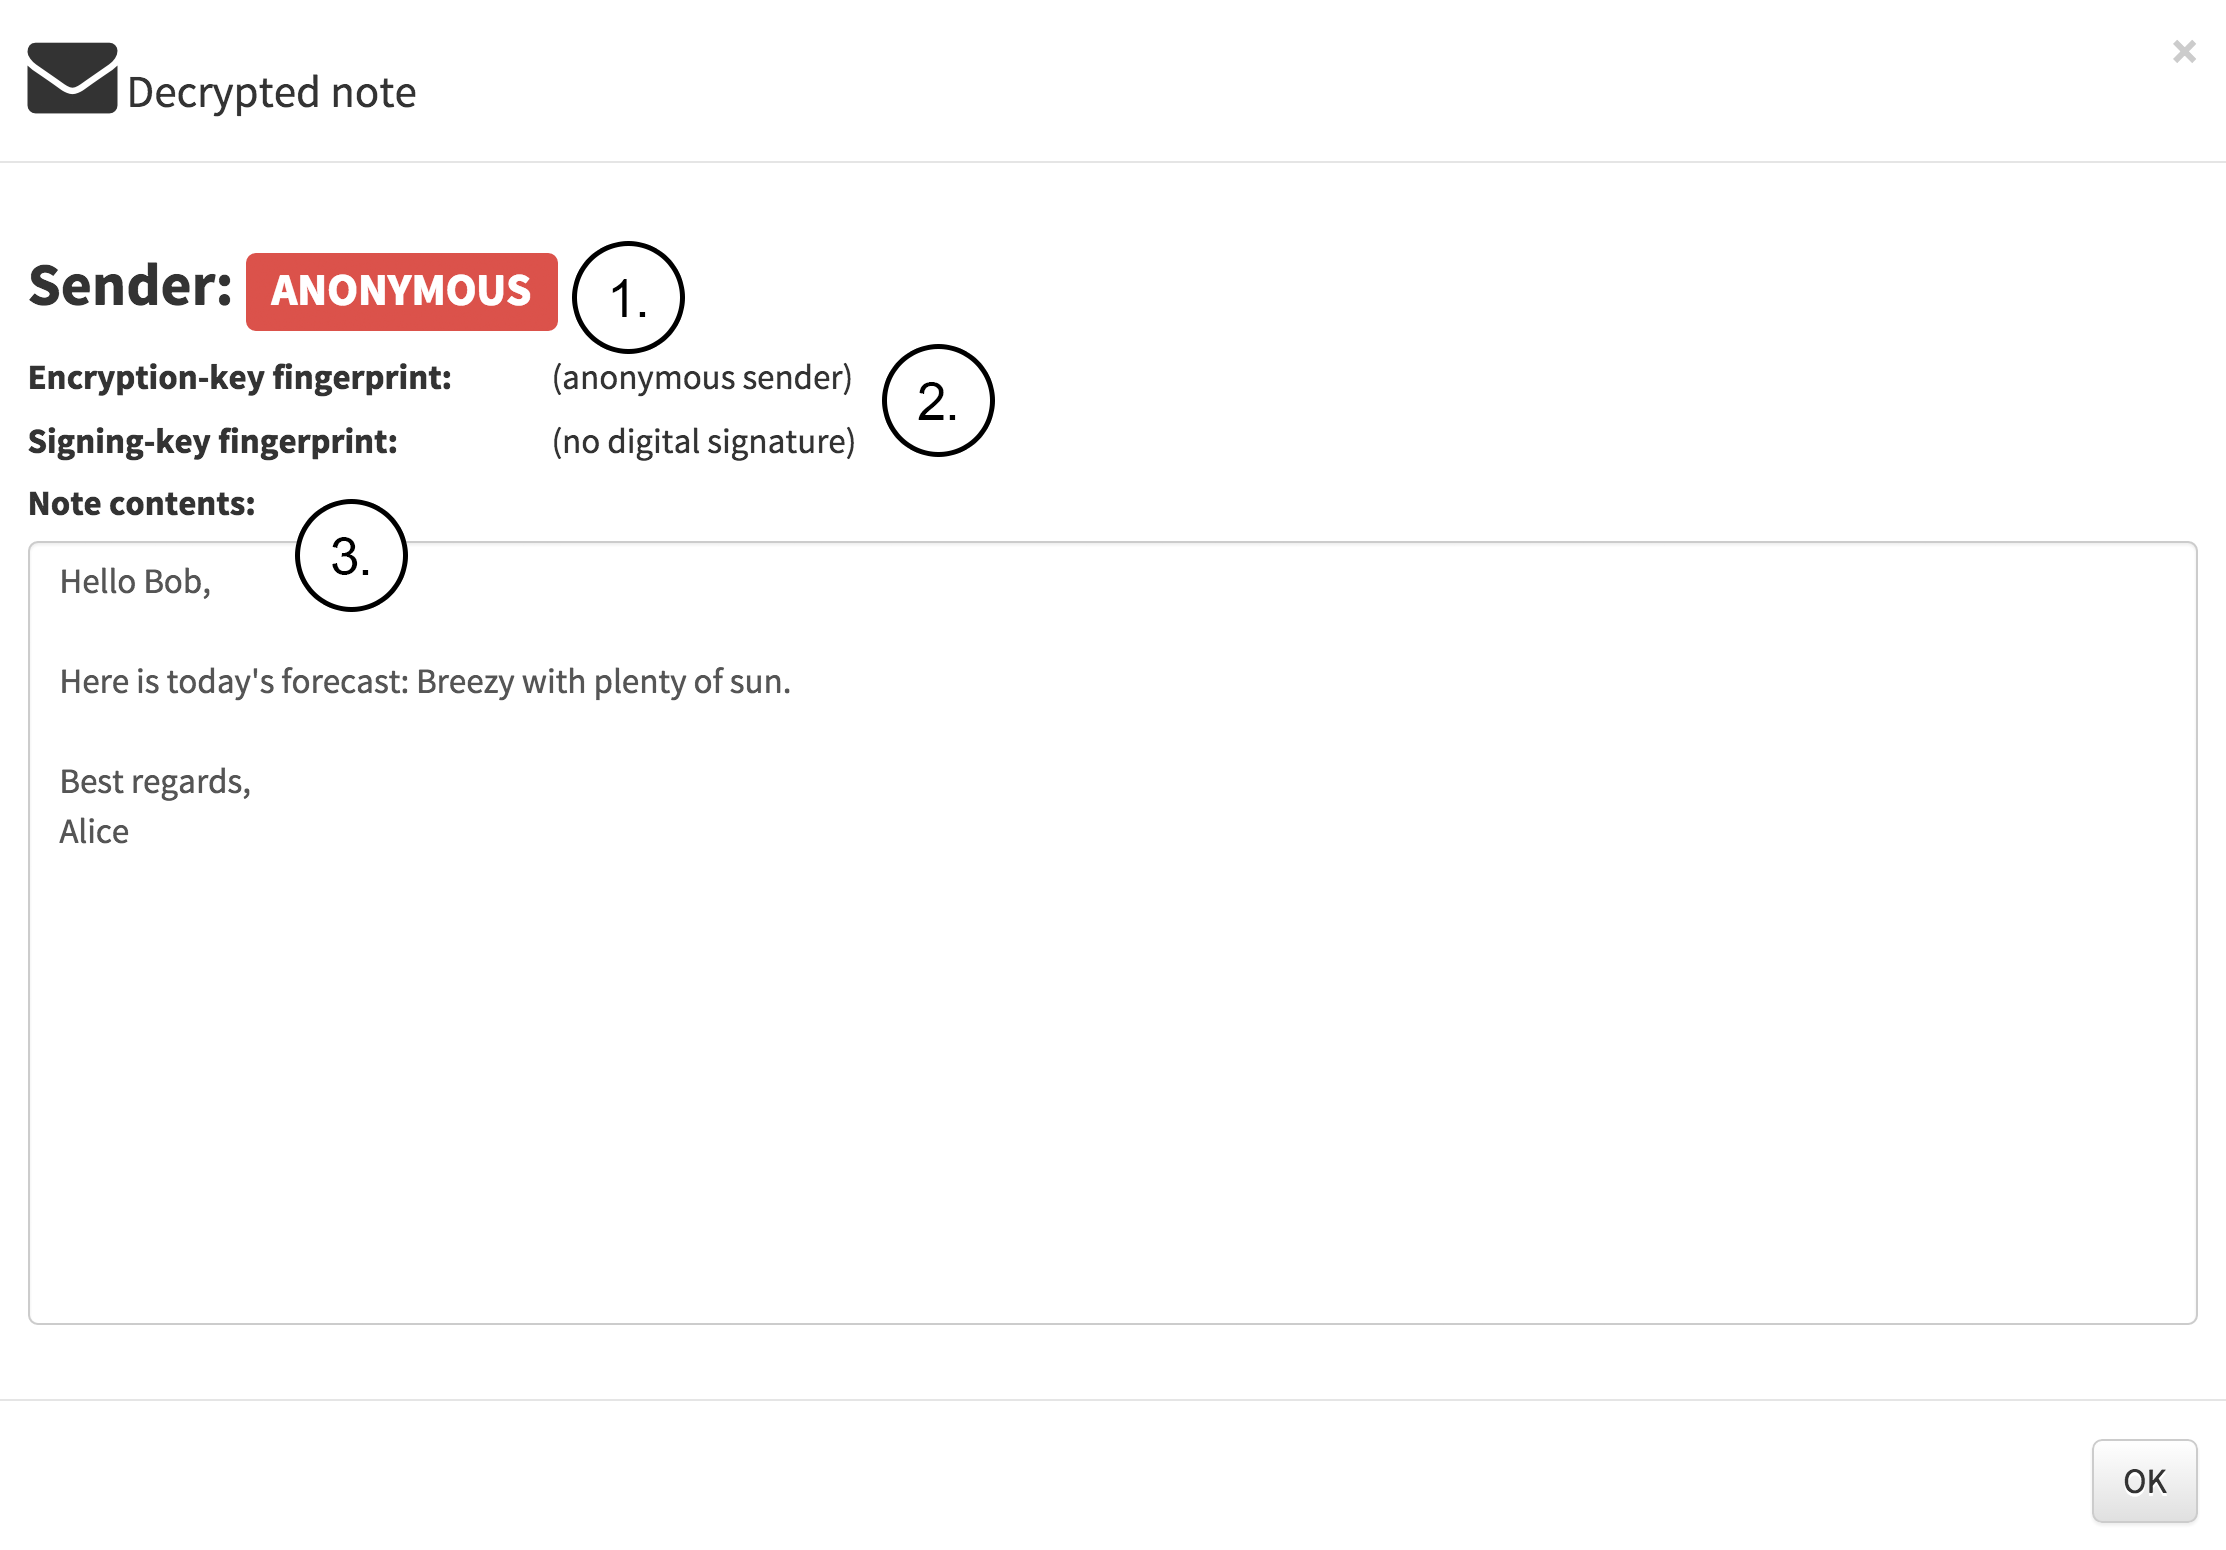 Decrypted note
×
Sender: ANONYMOUS 1.
Encryption-key fingerprint: (anonymous sender) 2.
Signing-key fingerprint: (no digital signature)
Note contents:
3.
Hello Bob,
Here is today's forecast: Breezy with plenty of sun.
Best regards,
Alice
OK